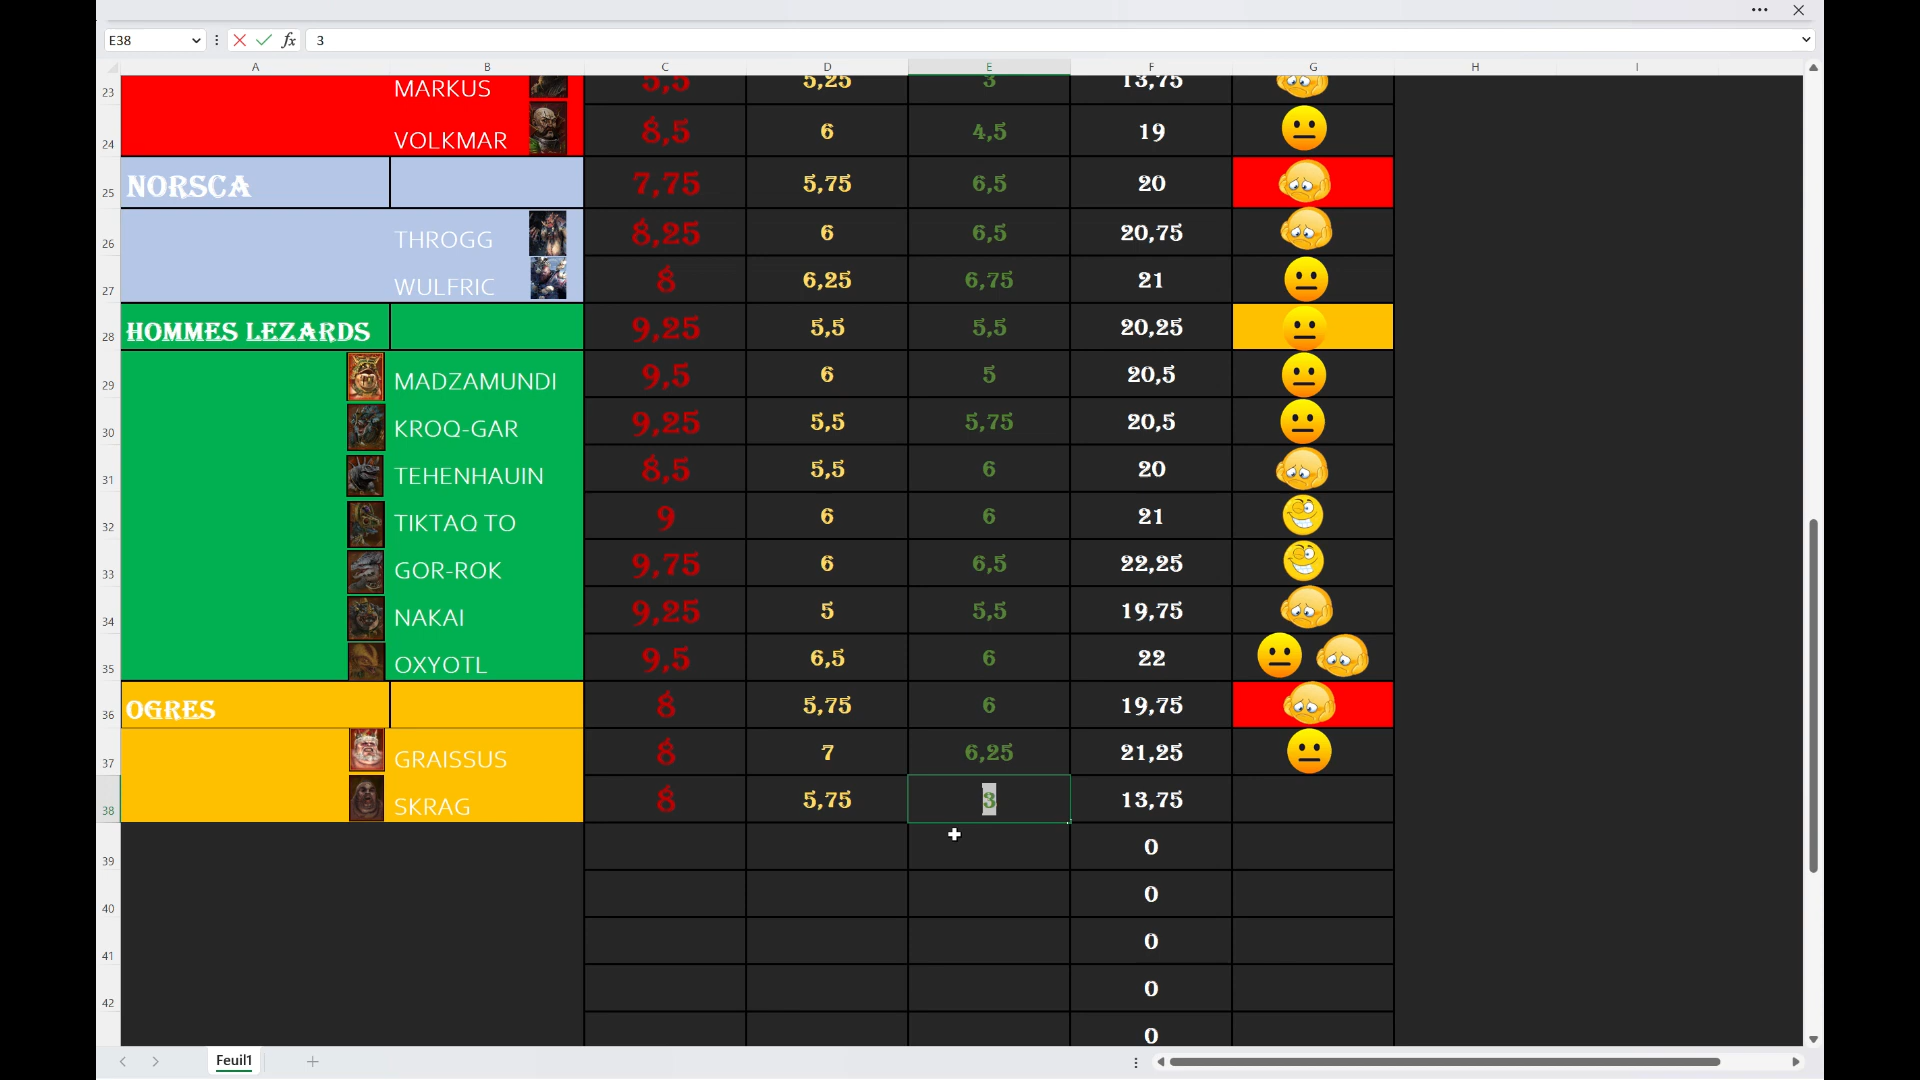 E38 fx 3
A B C D E F G H I
23 MARKUS 5,5 5,25 3 13,75
24 VOLKMAR 8,5 6 4,5 19
25 NORSCA 7,75 5,75 6,5 20
26 THROGG 8,25 6 6,5 20,75
27 WULFRIC 8 6,25 6,75 21
28 HOMMES LEZARDS 9,25 5,5 5,5 20,25
29 MADZAMUNDI 9,5 6 5 20,5
30 KROQ-GAR 9,25 5,5 5,75 20,5
31 TEHENHAUIN 8,5 5,5 6 20
32 TIKTAQ TO 9 6 6 21
33 GOR-ROK 9,75 6 6,5 22,25
34 NAKAI 9,25 5 5,5 19,75
35 OXYOTL 9,5 6,5 6 22
36 OGRES 8 5,75 6 19,75
37 GRAISSUS 8 7 6,25 21,25
38 SKRAG 8 5,75 3 13,75
39 0
40 0
41 0
42 0
0
Feuil1